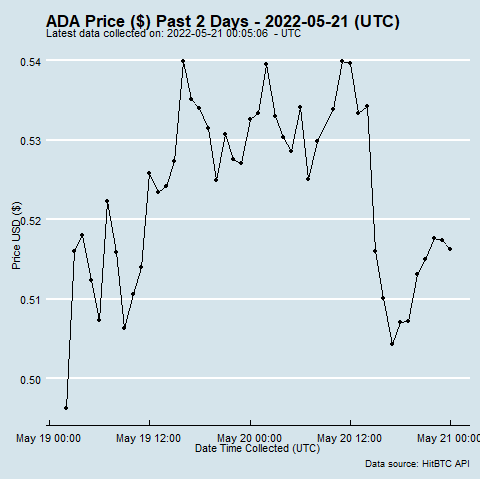 ADA Price ($) Past 2 Days - 2022-05-21 (UTC)
Latest data collected on: 2022-05-21 00:05:06 - UTC
0.54
0.53
0.52
0.51
0.50
Price USD ($)
May 19 00:00 May 19 12:00 May 20 00:00 May 20 12:00 May 21 00:00
Date Time Collected (UTC)
Data source: HitBTC API